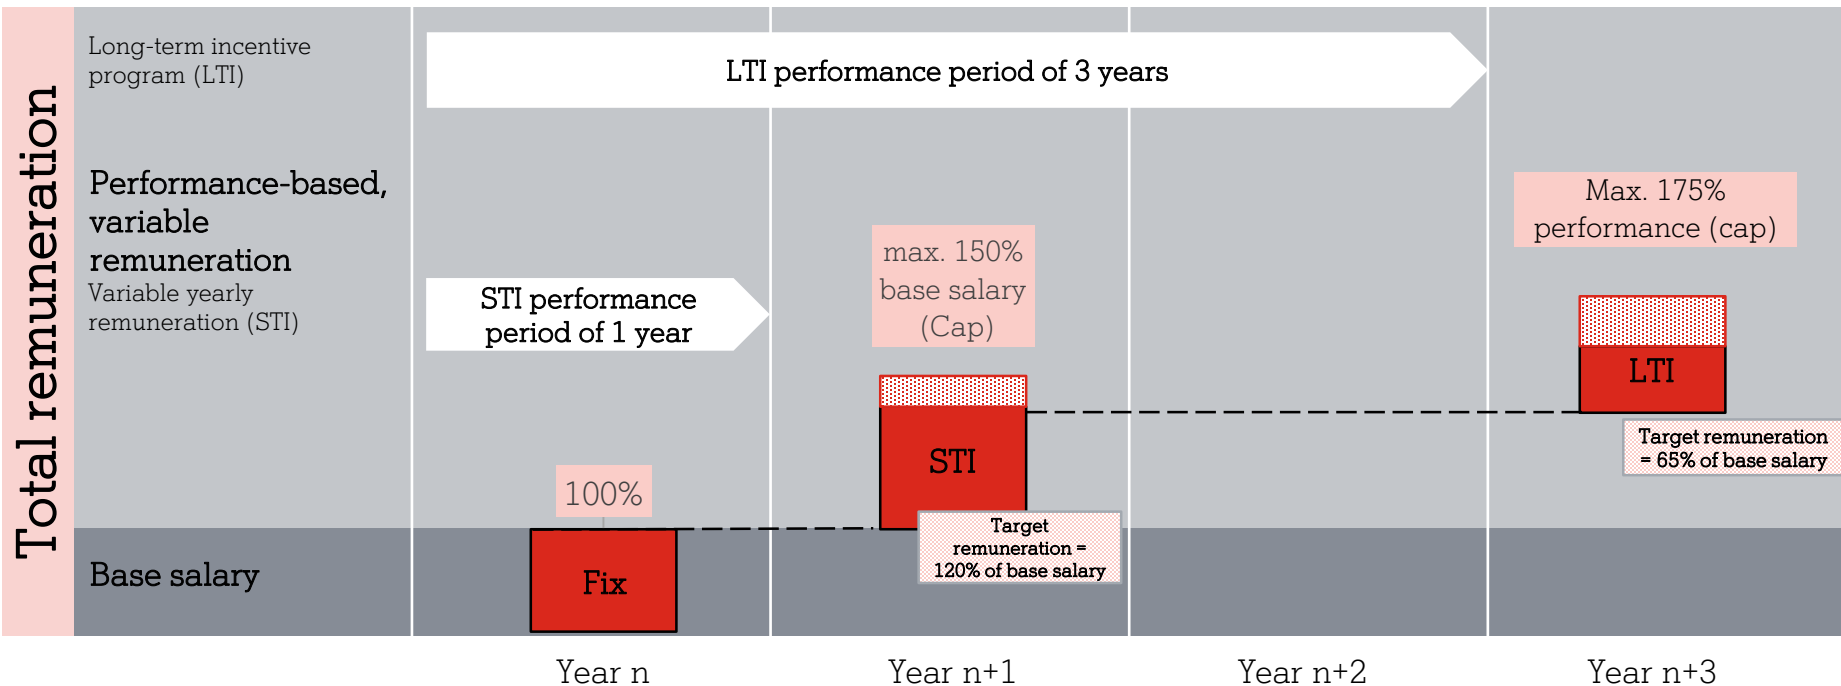 Total remuneration
Long-term incentive
program (LTI)
LTI performance period of 3 years
Performance-based,
variable
remuneration
Variable yearly
remuneration (STI)
STI performance
period of 1 year
max. 150%
base salary
(Cap)
Max. 175%
performance (cap)
LTI
Target remuneration
= 65% of base salary
STI
Target
remuneration =
120% of base salary
100%
Base salary
Fix
Year n
Year n+1
Year n+2
Year n+3